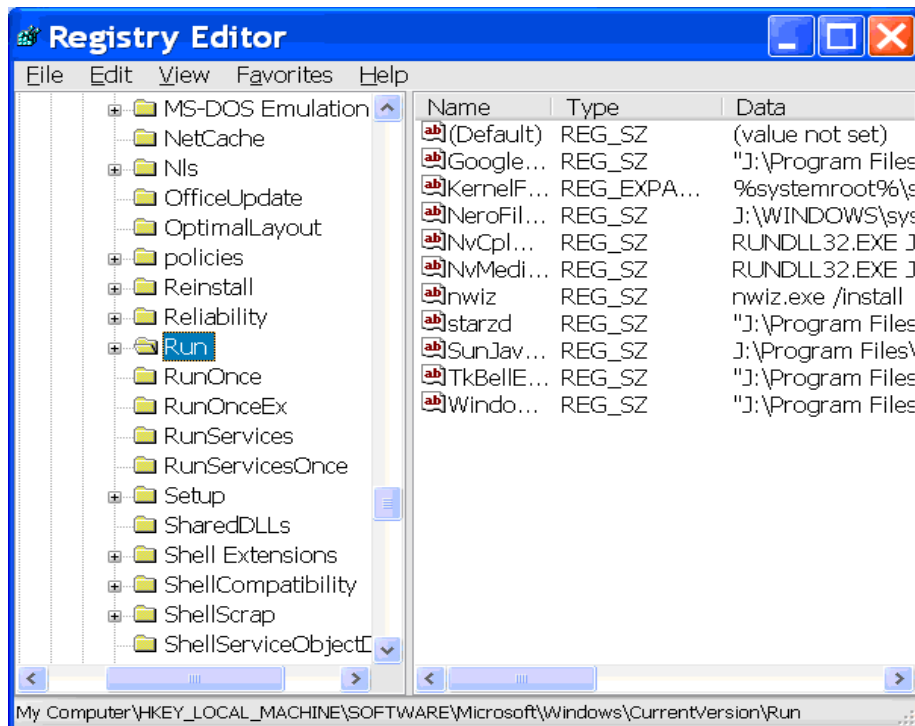 Registry Editor
File Edit View Favorites Help
MS-DOS Emulation
NetCache
Nls
OfficeUpdate
OptimalLayout
policies
Reinstall
Reliability
Run
RunOnce
RunOnceEx
RunServices
RunServicesOnce
Setup
SharedDLLs
Shell Extensions
ShellCompatibility
ShellScrap
ShellServiceObjectD
Name Type Data
(Default) REG_SZ (value not set)
Google... REG_SZ "J:\Program Files
KernelF... REG_EXPA... %systemroot%\s
NeroFil... REG_SZ J:\WINDOWS\sys
NvCpl... REG_SZ RUNDLL32.EXE J
NvMedi... REG_SZ RUNDLL32.EXE J
nwiz REG_SZ nwiz.exe /install
starzd REG_SZ "J:\Program Files
SunJav... REG_SZ J:\Program Files\
TkBellE... REG_SZ "J:\Program Files
Windo... REG_SZ "J:\Program Files
My Computer\HKEY_LOCAL_MACHINE\SOFTWARE\Microsoft\Windows\CurrentVersion\Run